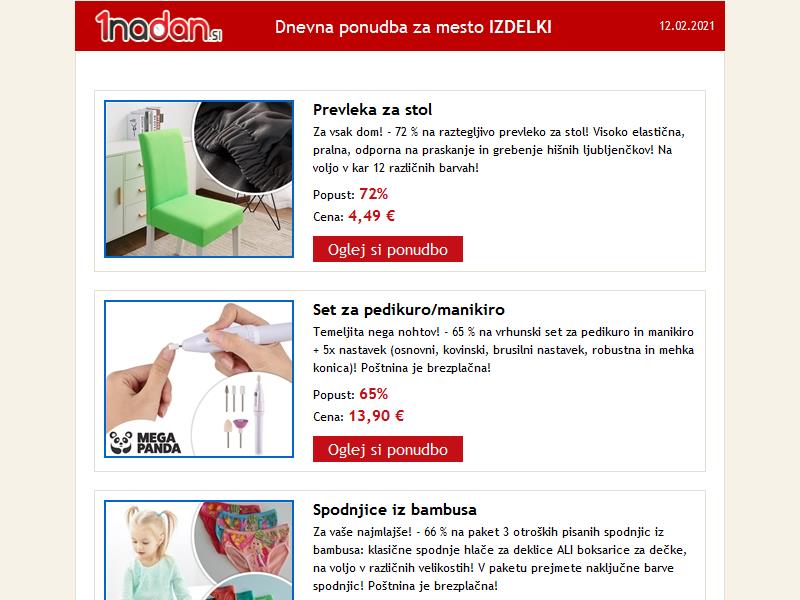 1nadan.si
Dnevna ponudba za mesto IZDELKI
12.02.2021
Prevleka za stol
Za vsak dom! - 72 % na raztegljivo prevleko za stol! Visoko elastična,
pralna, odporna na praskanje in grebenje hišnih ljubljenčkov! Na
voljo v kar 12 različnih barvah!
Popust: 72%
Cena: 4,49 €
Oglej si ponudbo
Set za pedikuro/manikiro
Temeljita nega nohtov! - 65 % na vrhunski set za pedikuro in manikiro
+ 5x nastavek (osnovni, kovinski, brusilni nastavek, robustna in mehka
konica)! Poštnina je brezplačna!
Popust: 65%
Cena: 13,90 €
Oglej si ponudbo
MEGA
PANDA
Spodnjice iz bambusa
Za vaše najmlajše! - 66 % na paket 3 otroških pisanih spodnjic iz
bambusa: klasične spodnje hlače za deklice ALI boksarice za dečke,
na voljo v različnih velikostih! V paketu prejmete naključne barve
spodnjic! Poštnina je brezplačna!